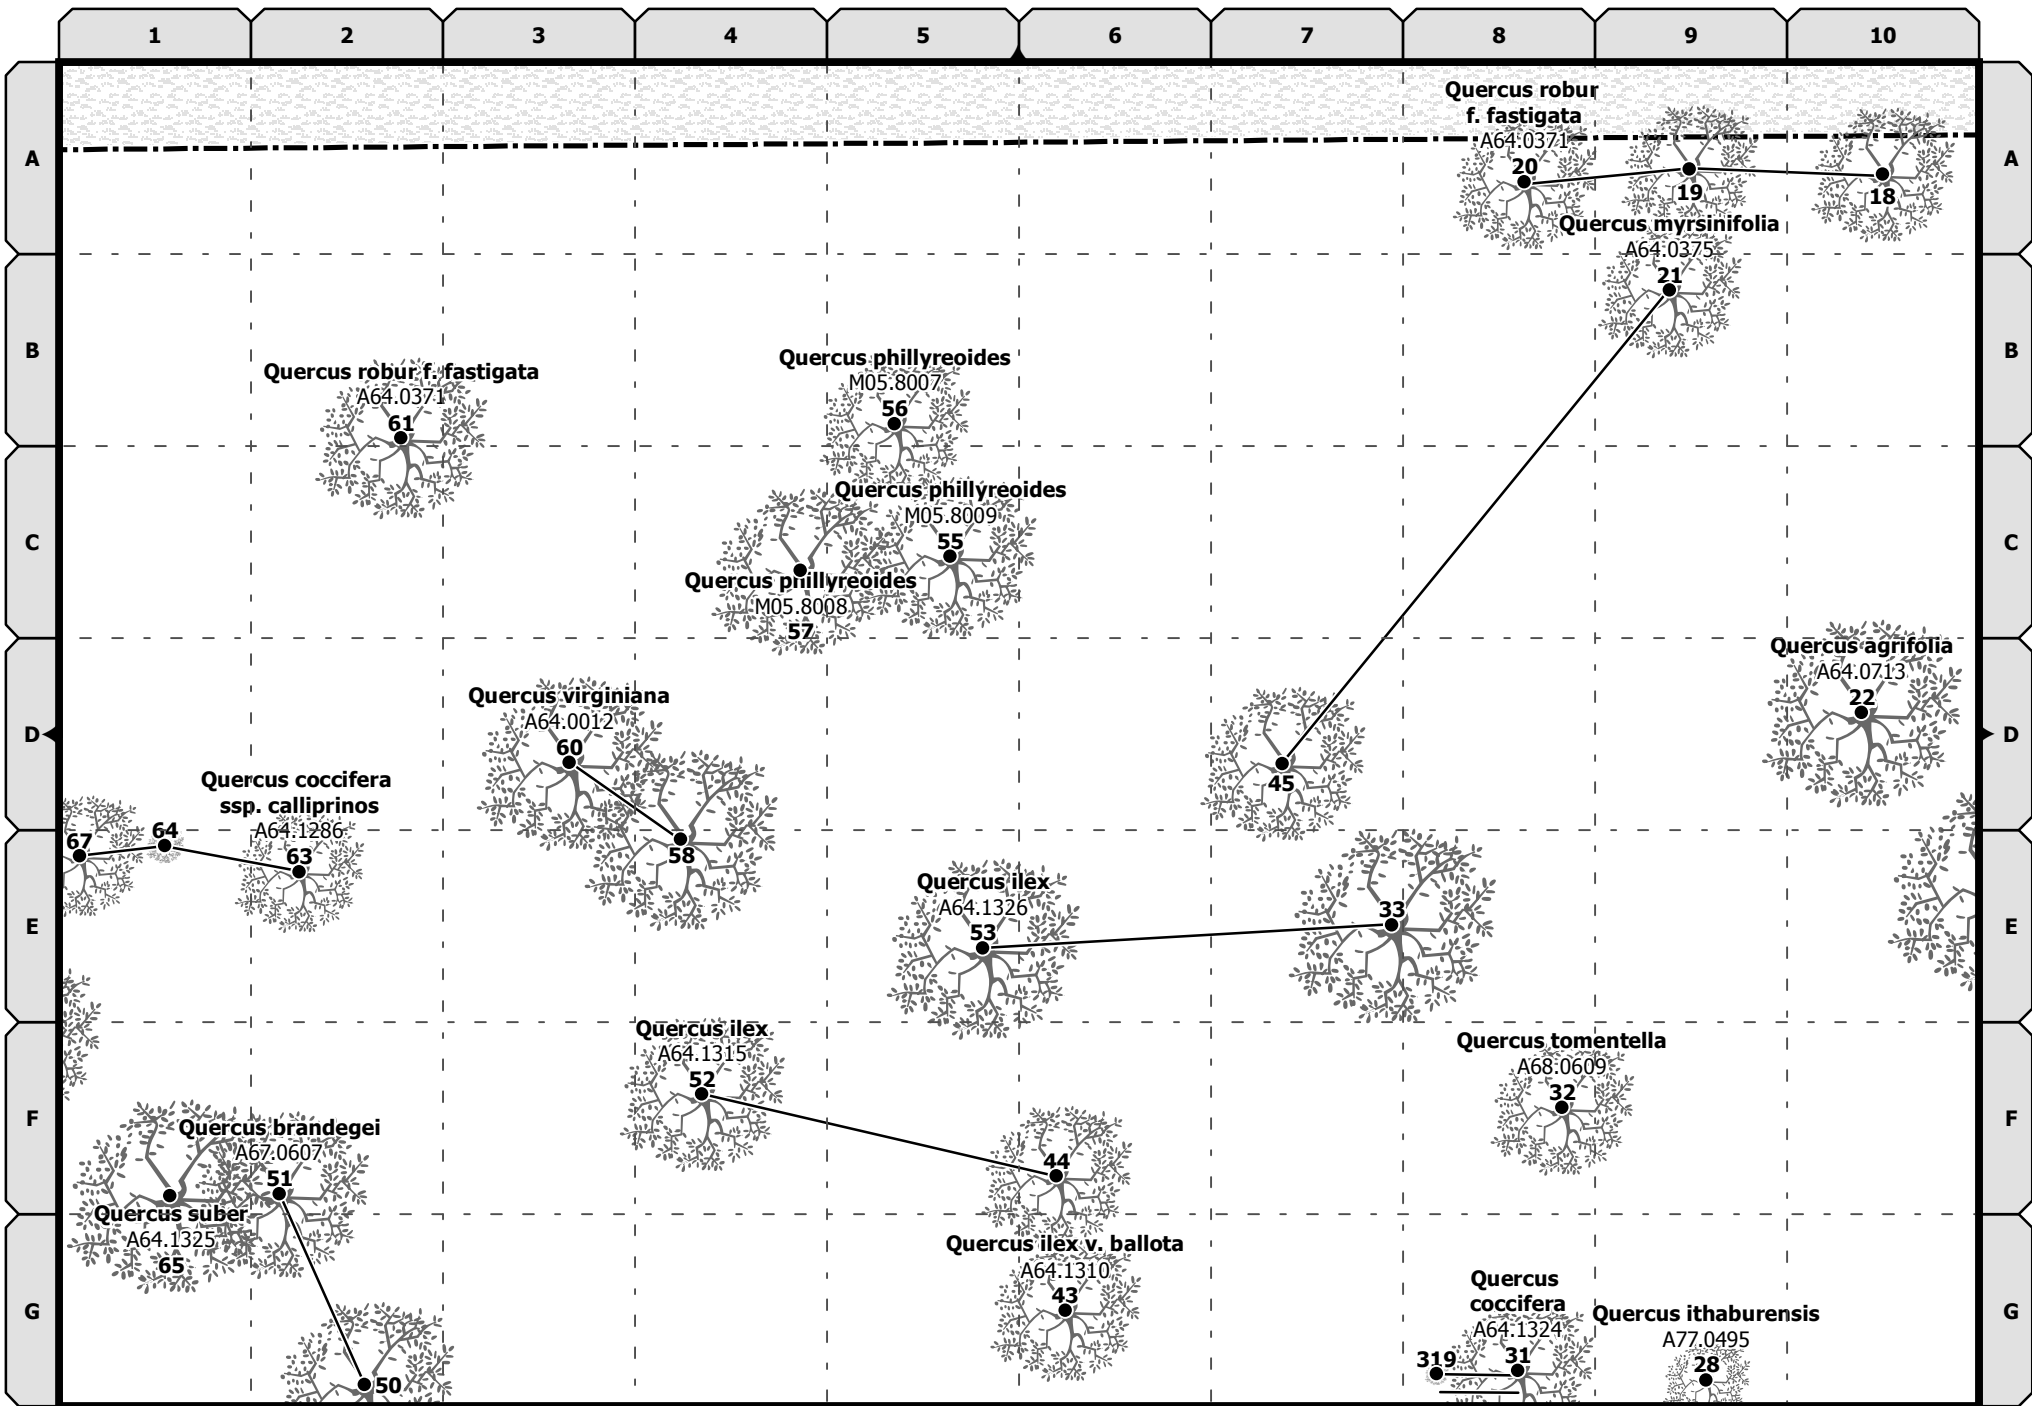 1 2 3 4 5 6 7 8 9 10
A A
Quercus robur
f. fastigata
A64.0371
20
19
18
Quercus myrsinifolia
A64.0375
21
B B
Quercus robur f. fastigata
A64.0371
61
Quercus phillyreoides
M05.8007
56
C C
Quercus phillyreoides
M05.8009
55
Quercus phillyreoides
M05.8008
57
D D
Quercus agrifolia
A64.0713
22
Quercus virginiana
A64.0012
60
45
Quercus coccifera
ssp. calliprinos
A64.1286
67
64
63
58
E E
Quercus ilex
A64.1326
53
33
F F
Quercus ilex
A64.1315
52
Quercus tomentella
A68.0609
32
Quercus brandegei
A67.0607
51
44
Quercus suber
A64.1325
65
G G
Quercus ilex v. ballota
A64.1310
43
Quercus
coccifera
A64.1324
319
31
Quercus ithaburensis
A77.0495
28
50